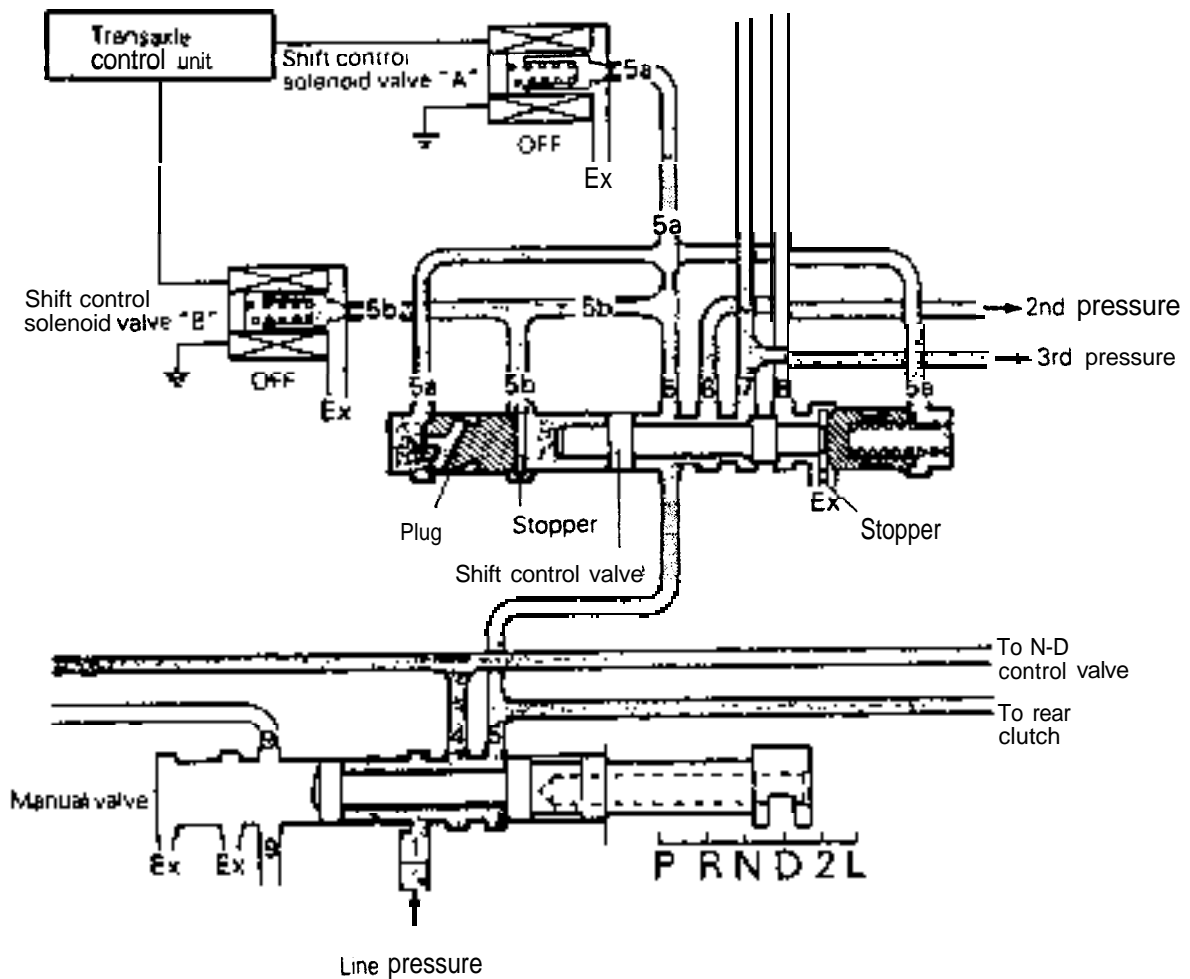 Transaxle
control unit
Shift control
solenoid valve "A"
5a
OFF
Ex
5a
Shift control
solenoid valve "B"
5b
5b
2nd pressure
3rd pressure
OFF
Ex
5a
5b
5
6
7
8
5a
Plug
Stopper
Ex
Stopper
Shift control valve
To N-D
control valve
To rear
clutch
4
5
9
Manual valve
Ex
Ex
9
1
P R N D 2 L
Line pressure